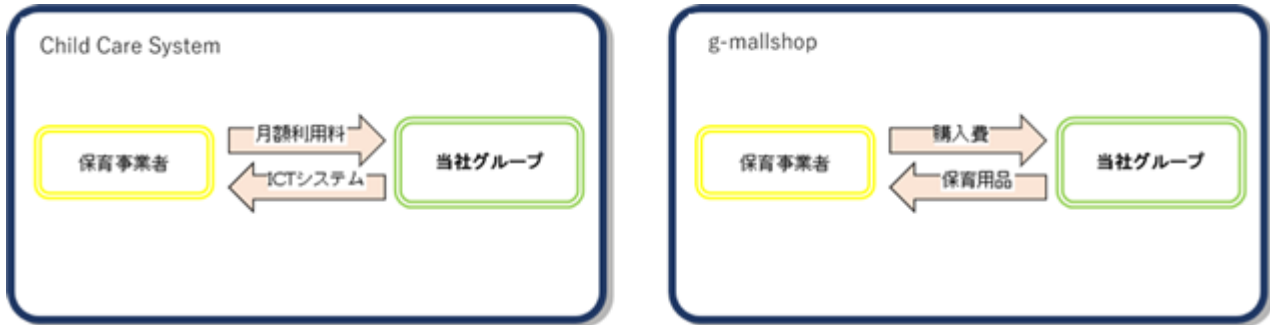 Child Care System
保育事業者
月額利用料
ICTシステム
当社グループ
g-mallshop
保育事業者
購入費
保育用品
当社グループ